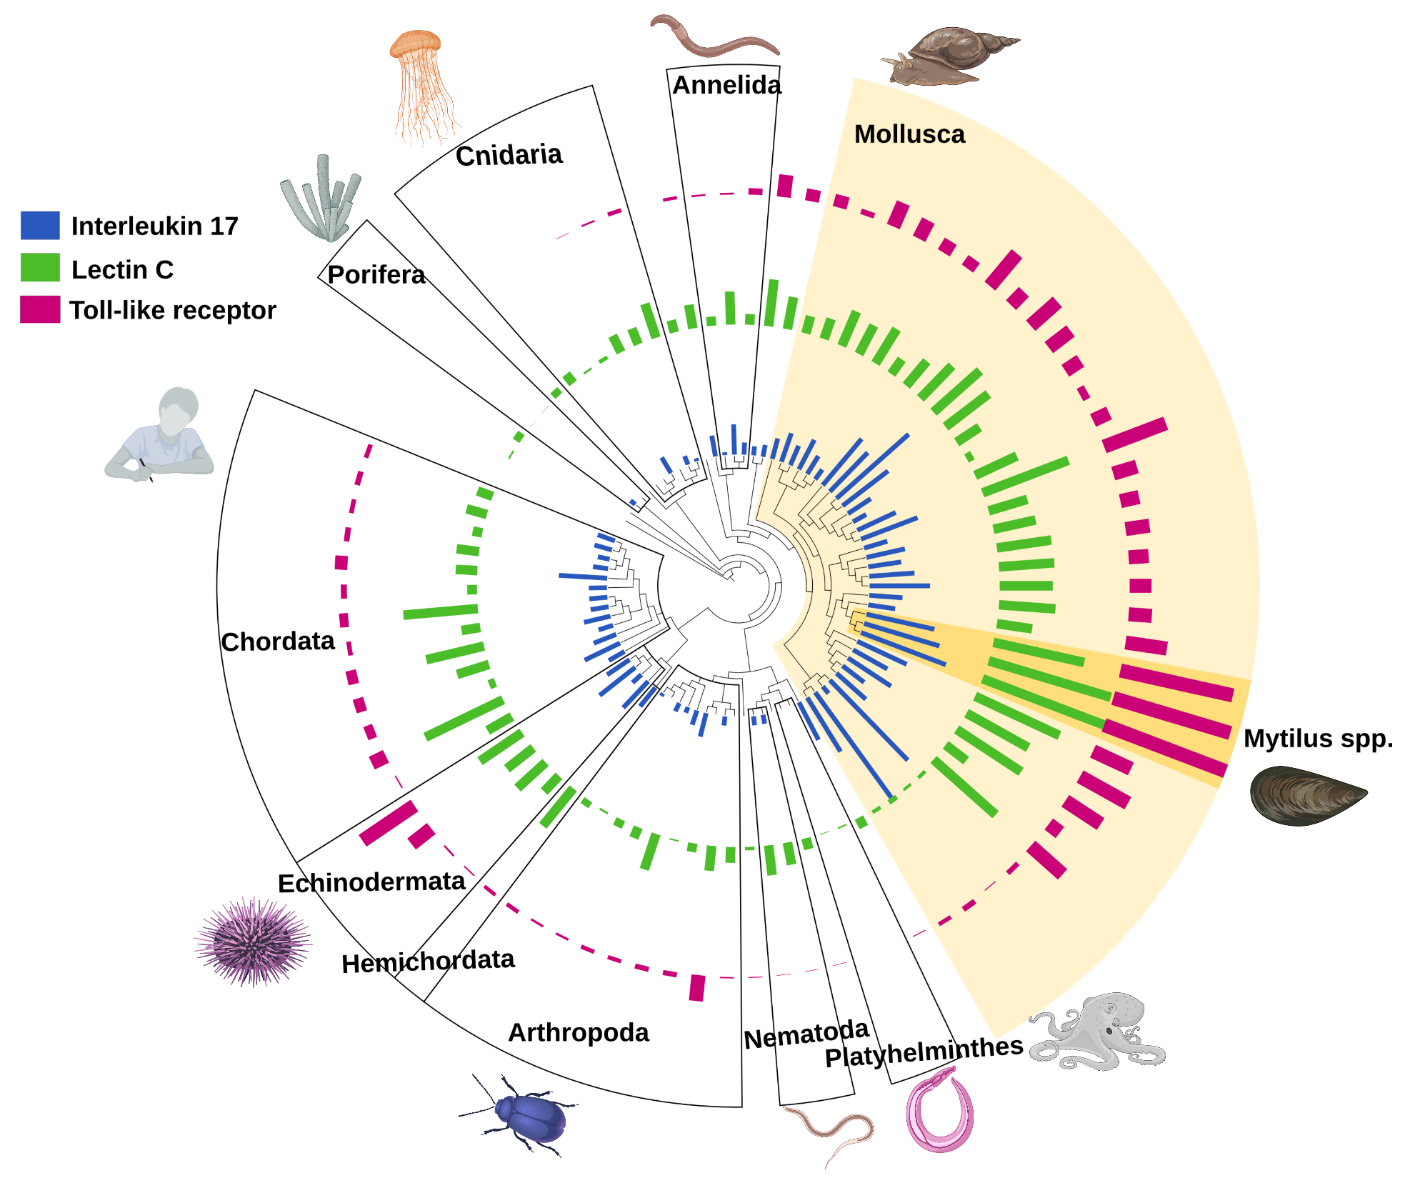 Annelida
Mollusca
Cnidaria
Porifera
Interleukin 17
Lectin C
Toll-like receptor
Chordata
Mytilus spp.
Echinodermata
Hemichordata
Arthropoda
Nematoda
Platyhelminthes